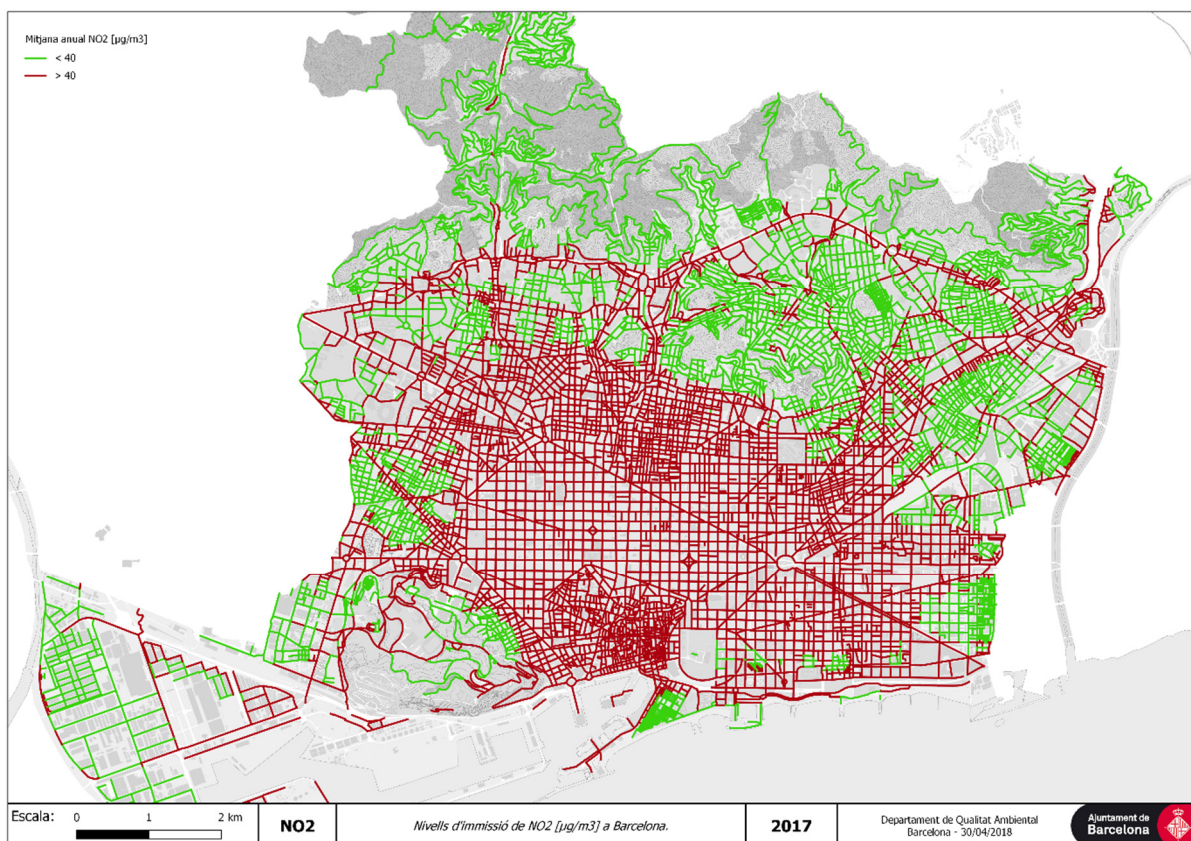 Mitjana anual NO2 [µg/m3]
< 40
> 40
Escala:
0 1 2 km
NO2
Nivells d'immissió de NO2 [µg/m3] a Barcelona.
2017
Departament de Qualitat Ambiental
Barcelona - 30/04/2018
Ajuntament de
Barcelona